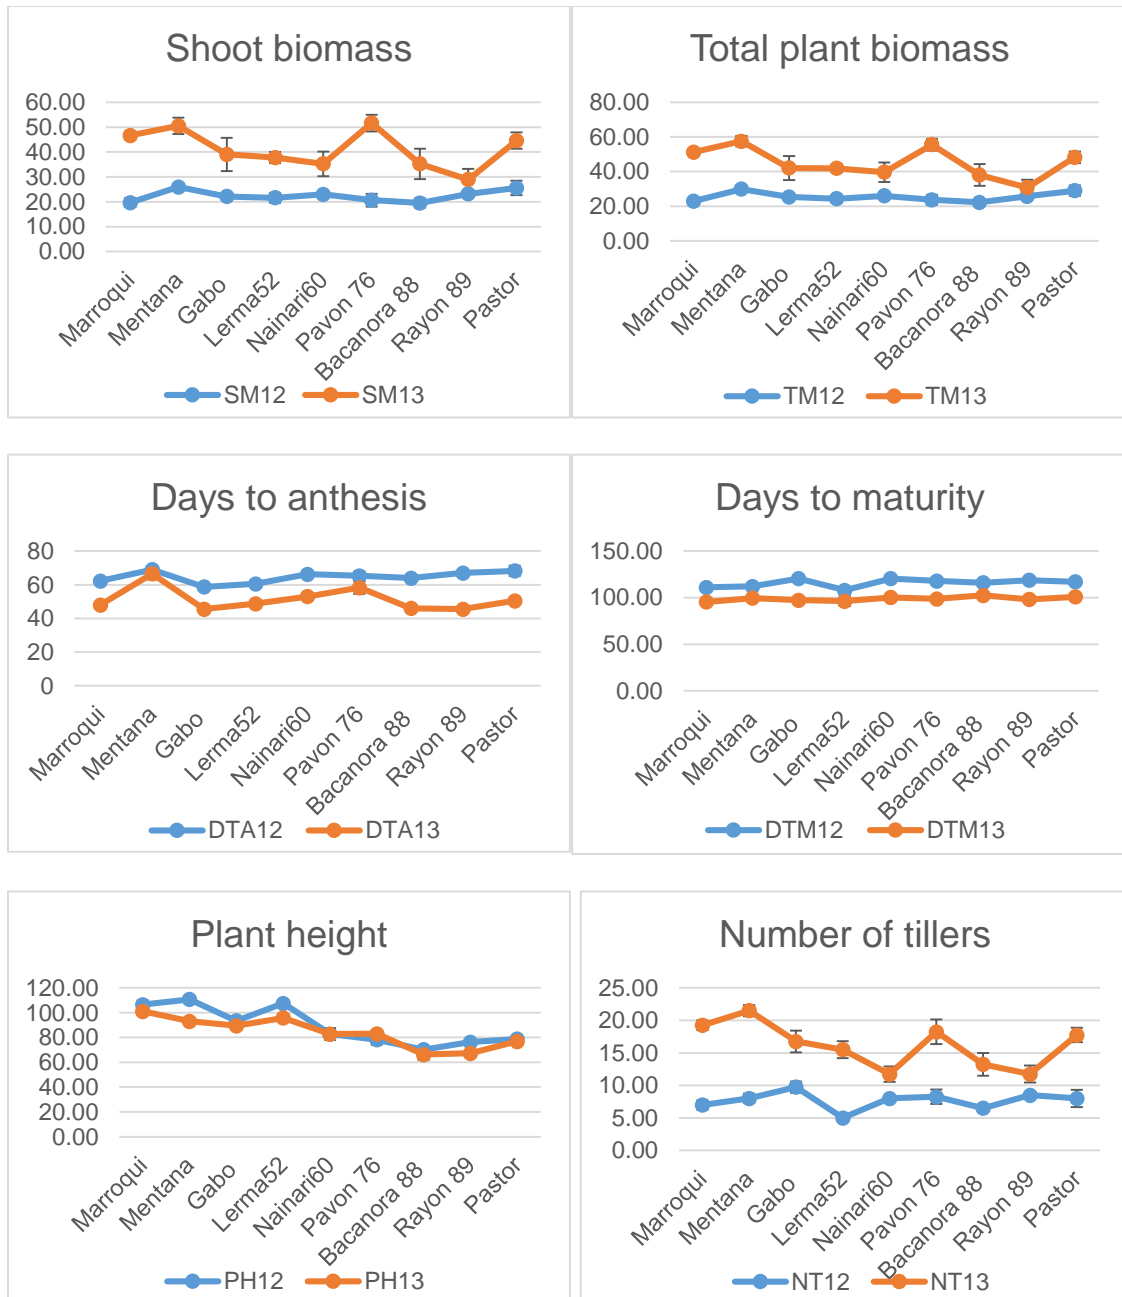 Shoot biomass
60.00
50.00
40.00
30.00
20.00
10.00
0.00
Marroqui
Mentana
Gabo
Lerma52
Nainari60
Pavon 76
Bacanora 88
Rayon 89
Pastor
SM12 SM13
Total plant biomass
80.00
60.00
40.00
20.00
0.00
Marroqui
Mentana
Gabo
Lerma52
Nainari60
Pavon 76
Bacanora 88
Rayon 89
Pastor
TM12 TM13
Days to anthesis
80
60
40
20
0
Marroqui
Mentana
Gabo
Lerma52
Nainari60
Pavon 76
Bacanora 88
Rayon 89
Pastor
DTA12 DTA13
Days to maturity
150.00
100.00
50.00
0.00
Marroqui
Mentana
Gabo
Lerma52
Nainari60
Pavon 76
Bacanora 88
Rayon 89
Pastor
DTM12 DTM13
Plant height
120.00
100.00
80.00
60.00
40.00
20.00
0.00
Marroqui
Mentana
Gabo
Lerma52
Nainari60
Pavon 76
Bacanora 88
Rayon 89
Pastor
PH12 PH13
Number of tillers
25.00
20.00
15.00
10.00
5.00
0.00
Marroqui
Mentana
Gabo
Lerma52
Nainari60
Pavon 76
Bacanora 88
Rayon 89
Pastor
NT12 NT13